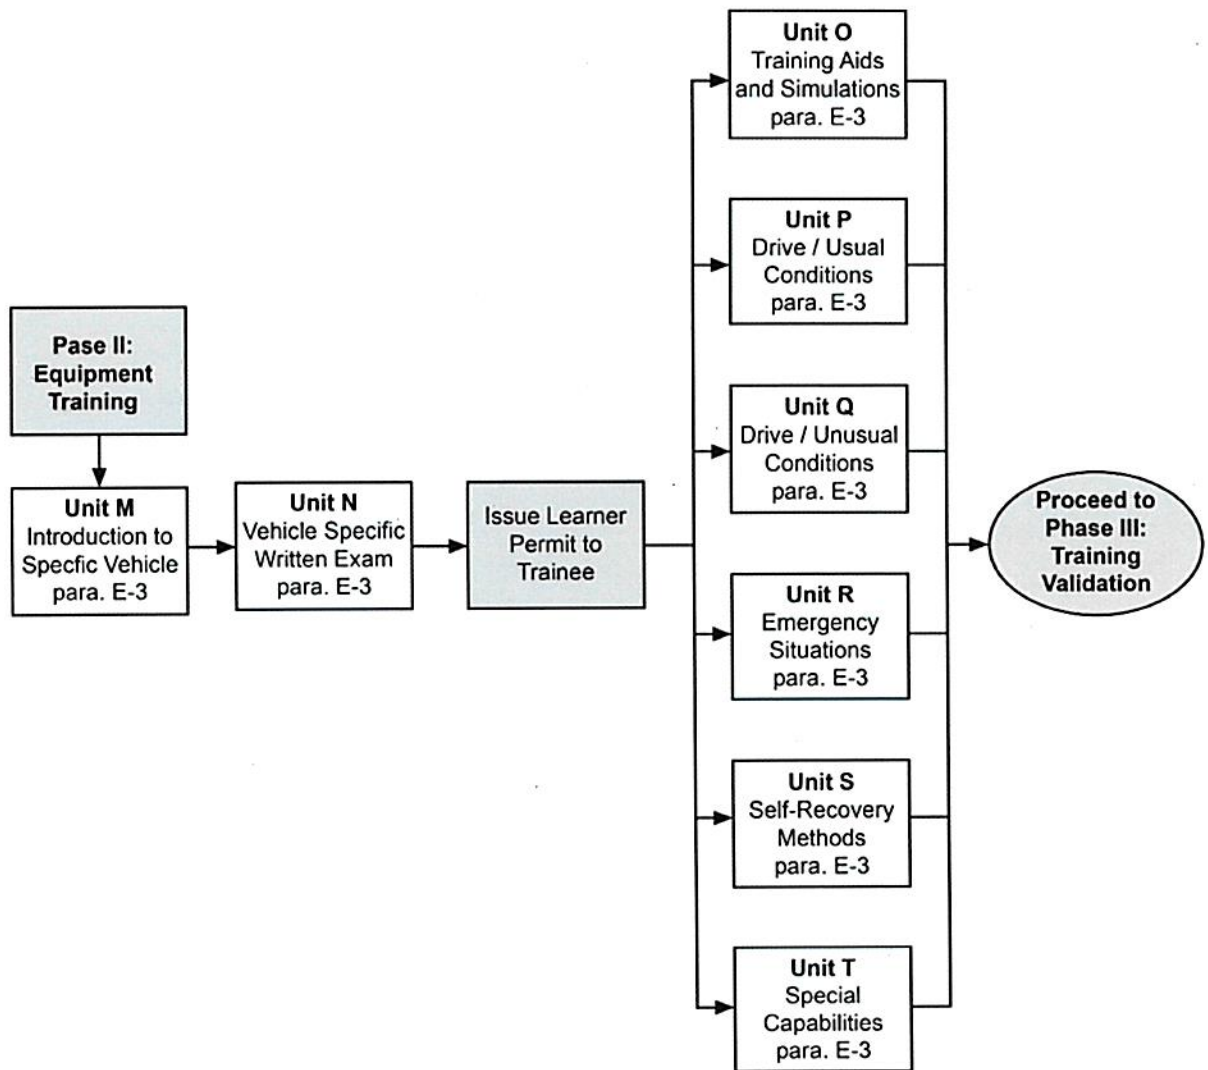 Pase II:
Equipment
Training
Unit M
Introduction to
Specfic Vehicle
para. E-3
Unit N
Vehicle Specific
Written Exam
para. E-3
Issue Learner
Permit to
Trainee
Unit O
Training Aids
and Simulations
para. E-3
Unit P
Drive / Usual
Conditions
para. E-3
Unit Q
Drive / Unusual
Conditions
para. E-3
Unit R
Emergency
Situations
para. E-3
Unit S
Self-Recovery
Methods
para. E-3
Unit T
Special
Capabilities
para. E-3
Proceed to
Phase III:
Training
Validation